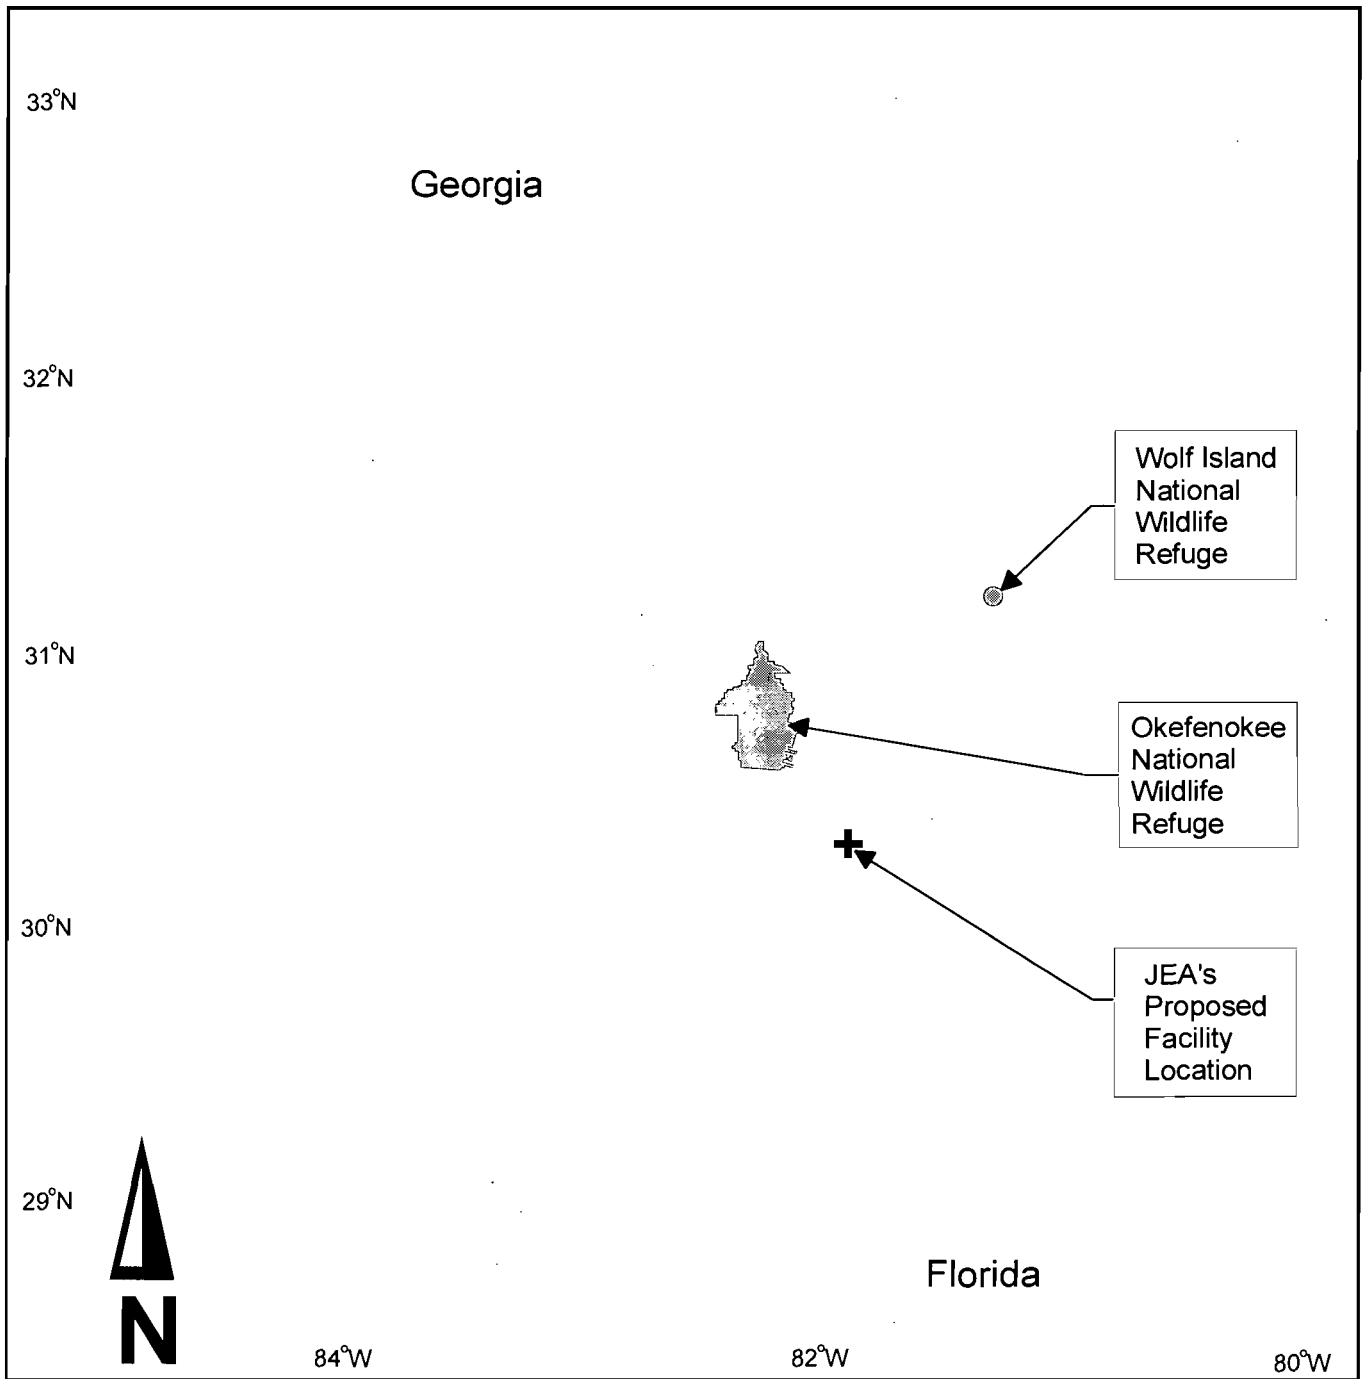 33°N
Georgia
32°N
Wolf Island
National
Wildlife
Refuge
31°N
Okefenokee
National
Wildlife
Refuge
30°N
JEA's
Proposed
Facility
Location
29°N
Florida
N
84°W
82°W
80°W